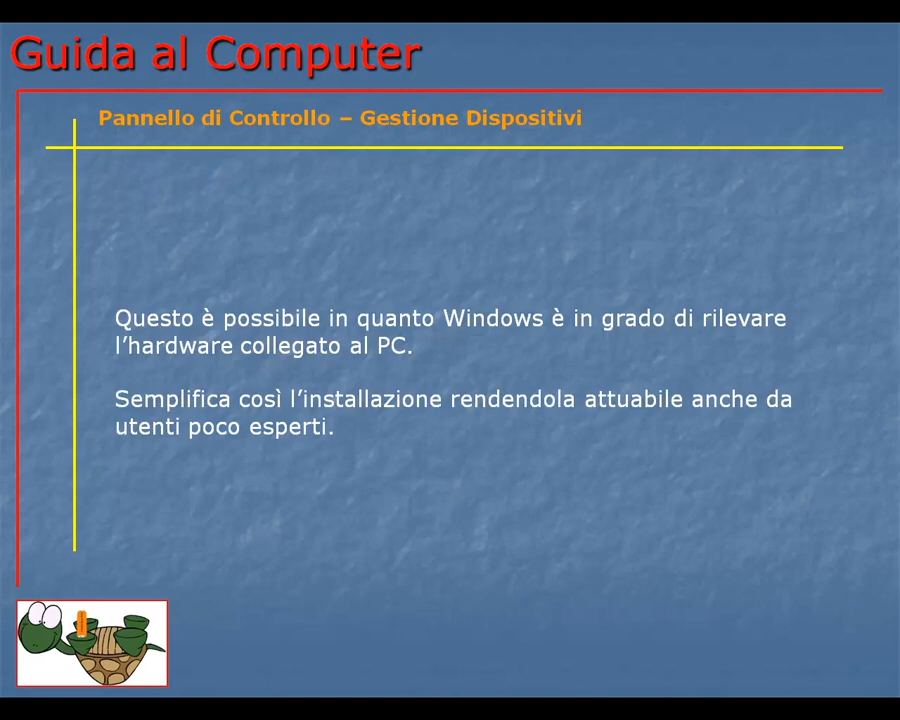 Guida al Computer
Pannello di Controllo – Gestione Dispositivi
Questo è possibile in quanto Windows è in grado di rilevare
l’hardware collegato al PC.
Semplifica così l’installazione rendendola attuabile anche da
utenti poco esperti.